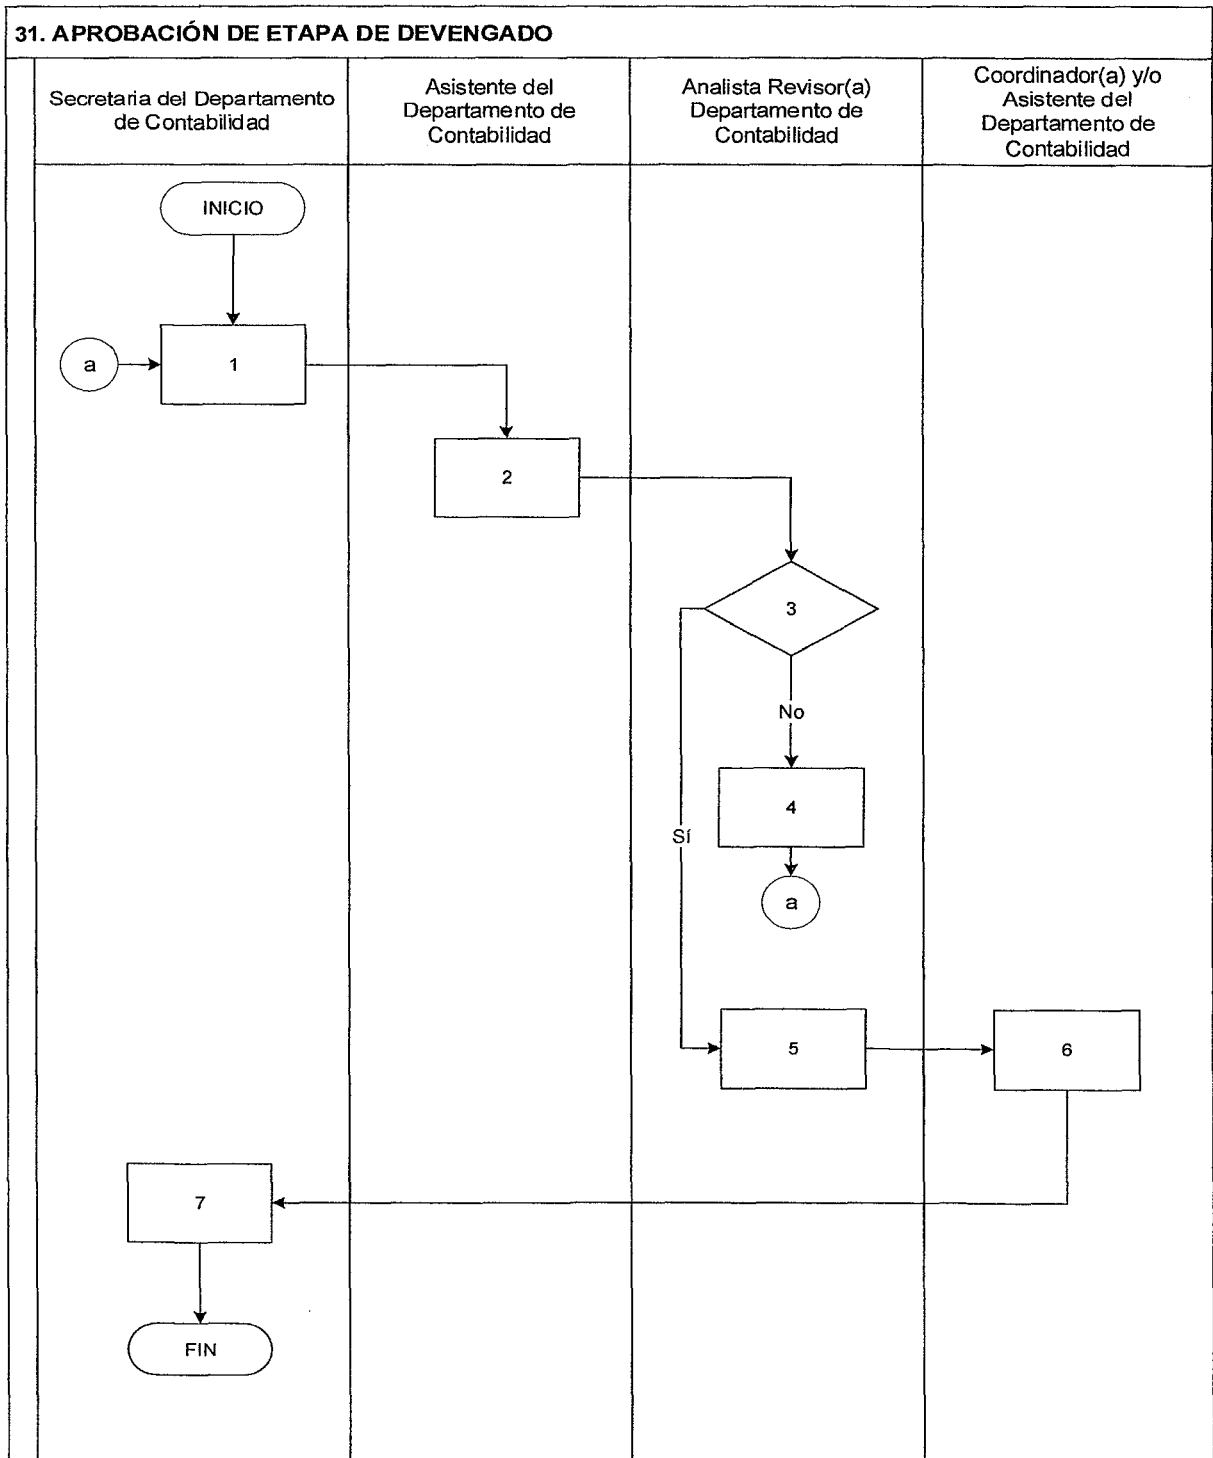 31. APROBACIÓN DE ETAPA DE DEVENGADO
Secretaria del Departamento
de Contabilidad
Asistente del
Departamento de
Contabilidad
Analista Revisor(a)
Departamento de
Contabilidad
Coordinador(a) y/o
Asistente del
Departamento de
Contabilidad
INICIO
a
1
2
3
No
4
Sí
a
5
6
7
FIN